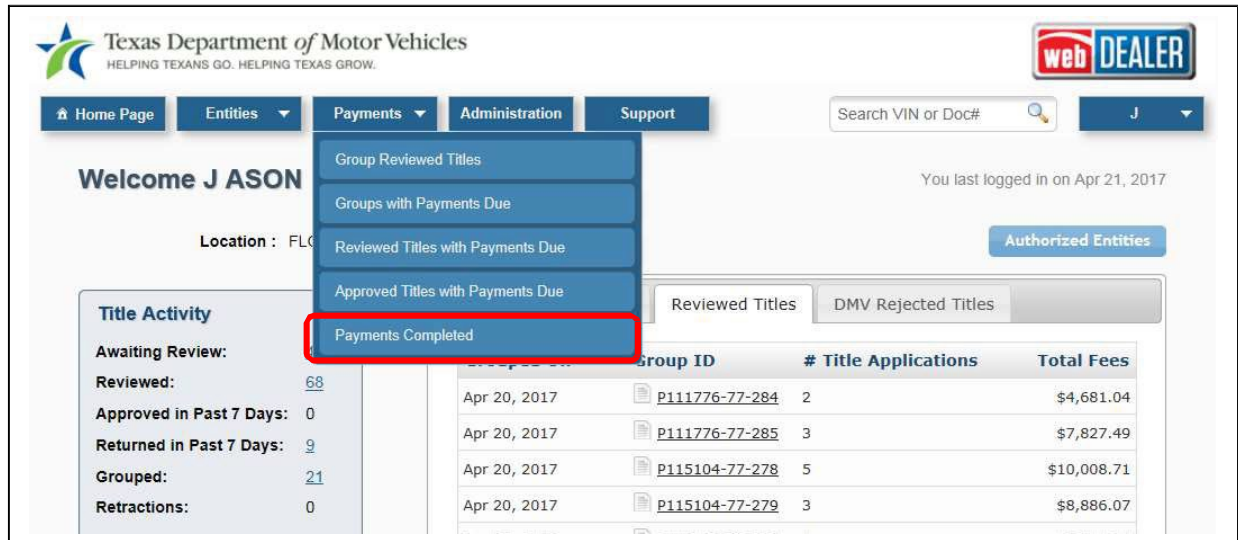 Texas Department of Motor Vehicles
HELPING TEXANS GO. HELPING TEXAS GROW.
web DEALER
Home Page Entities Payments Administration Support Search VIN or Doc# J
Group Reviewed Titles
Welcome J ASON
You last logged in on Apr 21, 2017
Groups with Payments Due
Location :
Reviewed Titles with Payments Due
Authorized Entities
Approved Titles with Payments Due
Reviewed Titles DMV Rejected Titles
Title Activity
Payments Completed
Awaiting Review:
Group ID # Title Applications Total Fees
Reviewed: 68
Apr 20, 2017 P111776-77-284 2 $4,681.04
Approved in Past 7 Days: 0
Apr 20, 2017 P111776-77-285 3 $7,827.49
Returned in Past 7 Days: 9
Apr 20, 2017 P115104-77-278 5 $10,008.71
Grouped: 21
Apr 20, 2017 P115104-77-279 3 $8,886.07
Retractions: 0